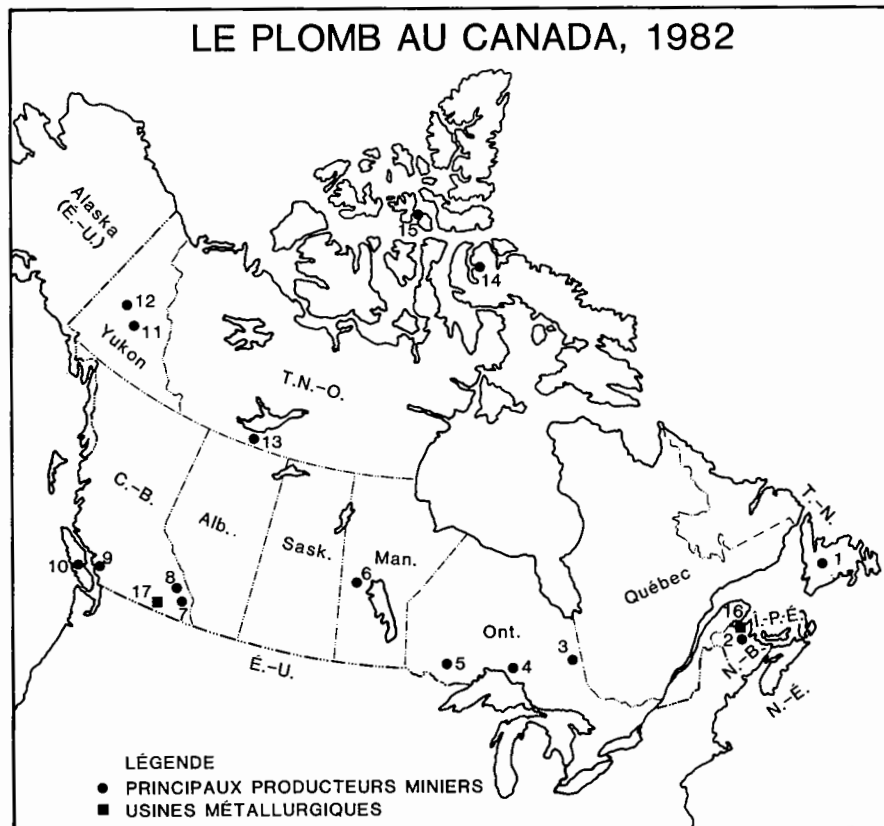 LE PLOMB AU CANADA, 1982
Alaska
(É.-U.)
15
14
12
11
Yukon
T.N.-O.
13
C.-B.
Alb..
Sask.
Man.
6
10
9
8
7
17
É.-U.
Ont.
5
4
3
Québec
T.-N.
1
16
Î.-P.-É.
2
N.-B.
N.-É.
LÉGENDE
● PRINCIPAUX PRODUCTEURS MINIERS
■ USINES MÉTALLURGIQUES